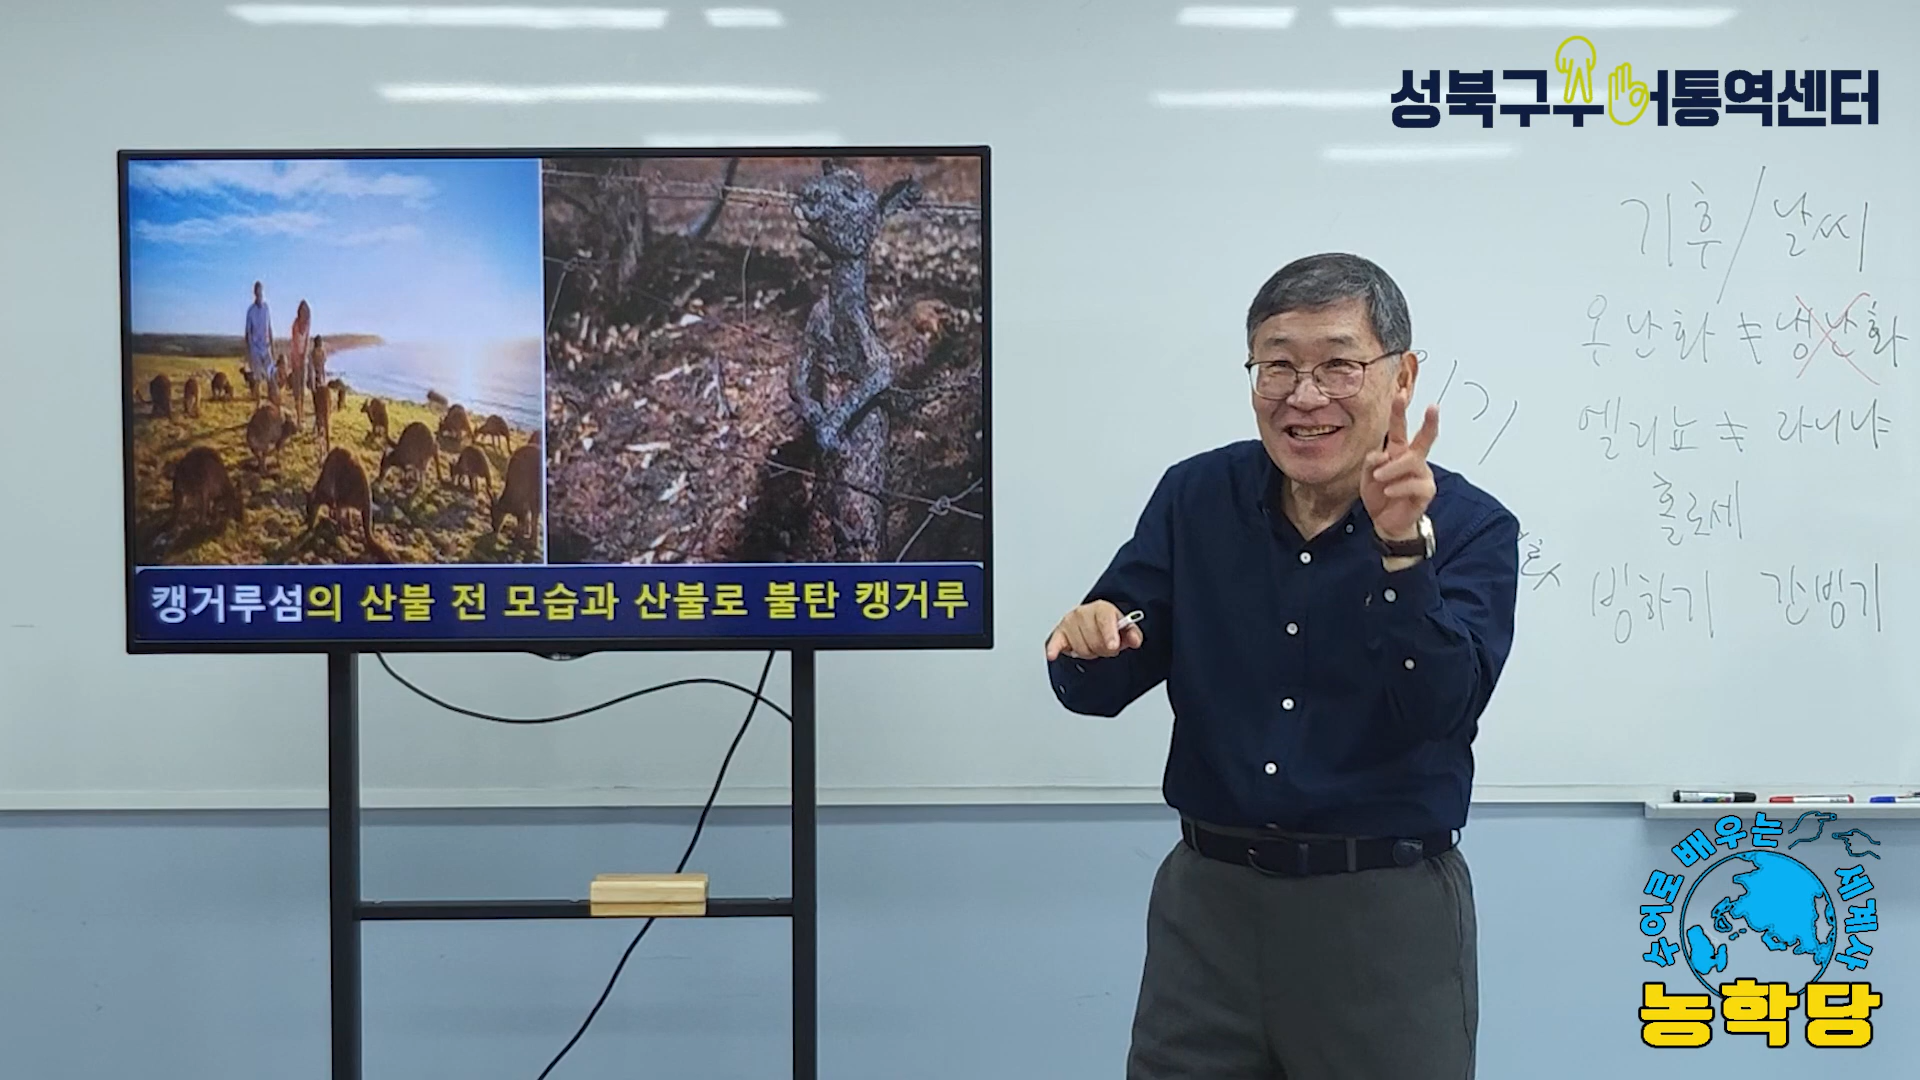 성북구수어통역센터
캥거루섬의 산불 전 모습과 산불로 불탄 캥거루
기후/날씨
온난화 ≠ 냉난화
엘리뇨 ≠ 라니냐
홀로세
빙하기 간빙기
수어로 배우는 세계사
농학당